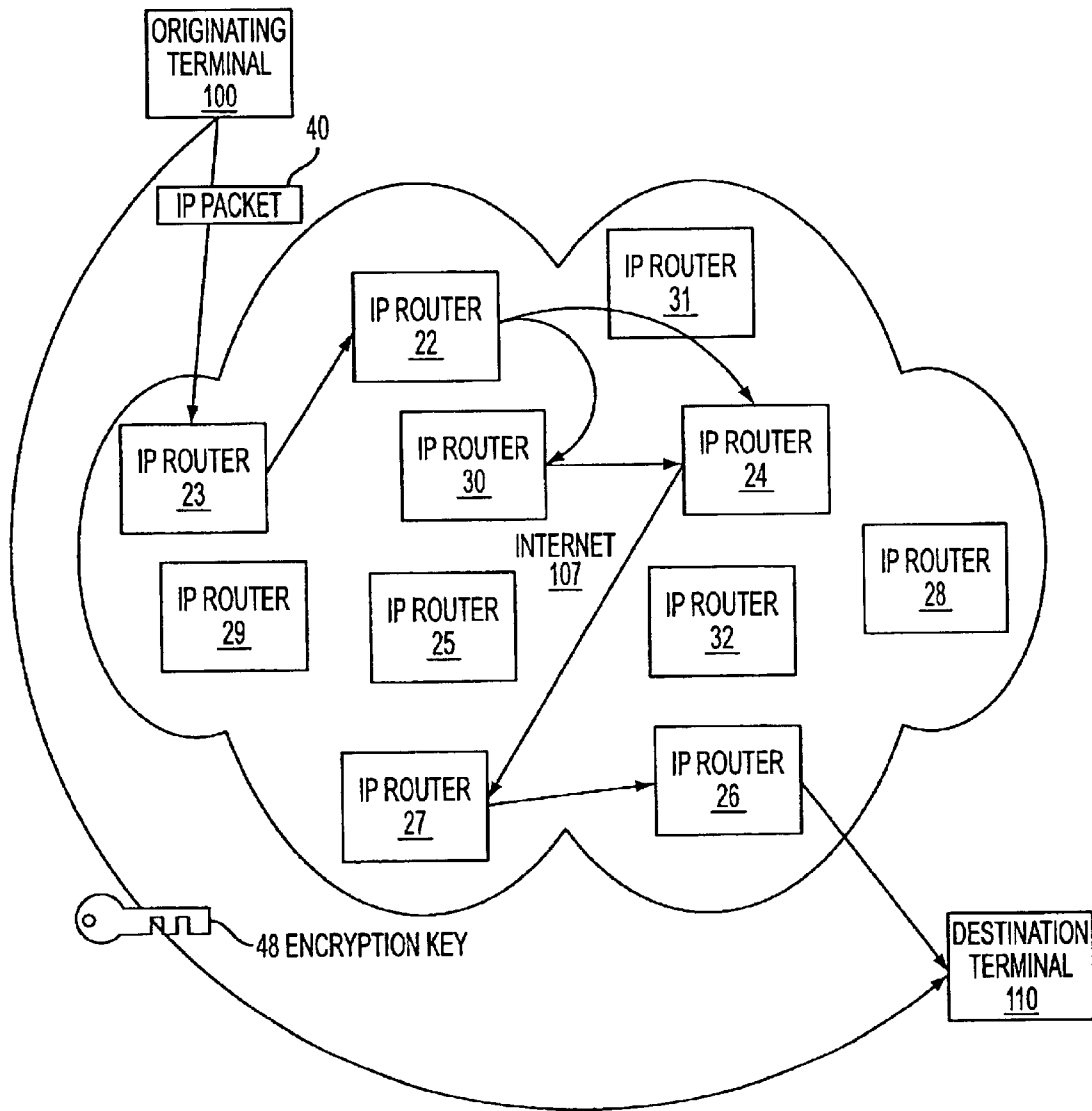 ORIGINATING
TERMINAL
100
40
IP PACKET
IP ROUTER
31
IP ROUTER
22
IP ROUTER
23
IP ROUTER
30
IP ROUTER
24
INTERNET
107
IP ROUTER
29
IP ROUTER
25
IP ROUTER
32
IP ROUTER
28
IP ROUTER
27
IP ROUTER
26
48 ENCRYPTION KEY
DESTINATION
TERMINAL
110